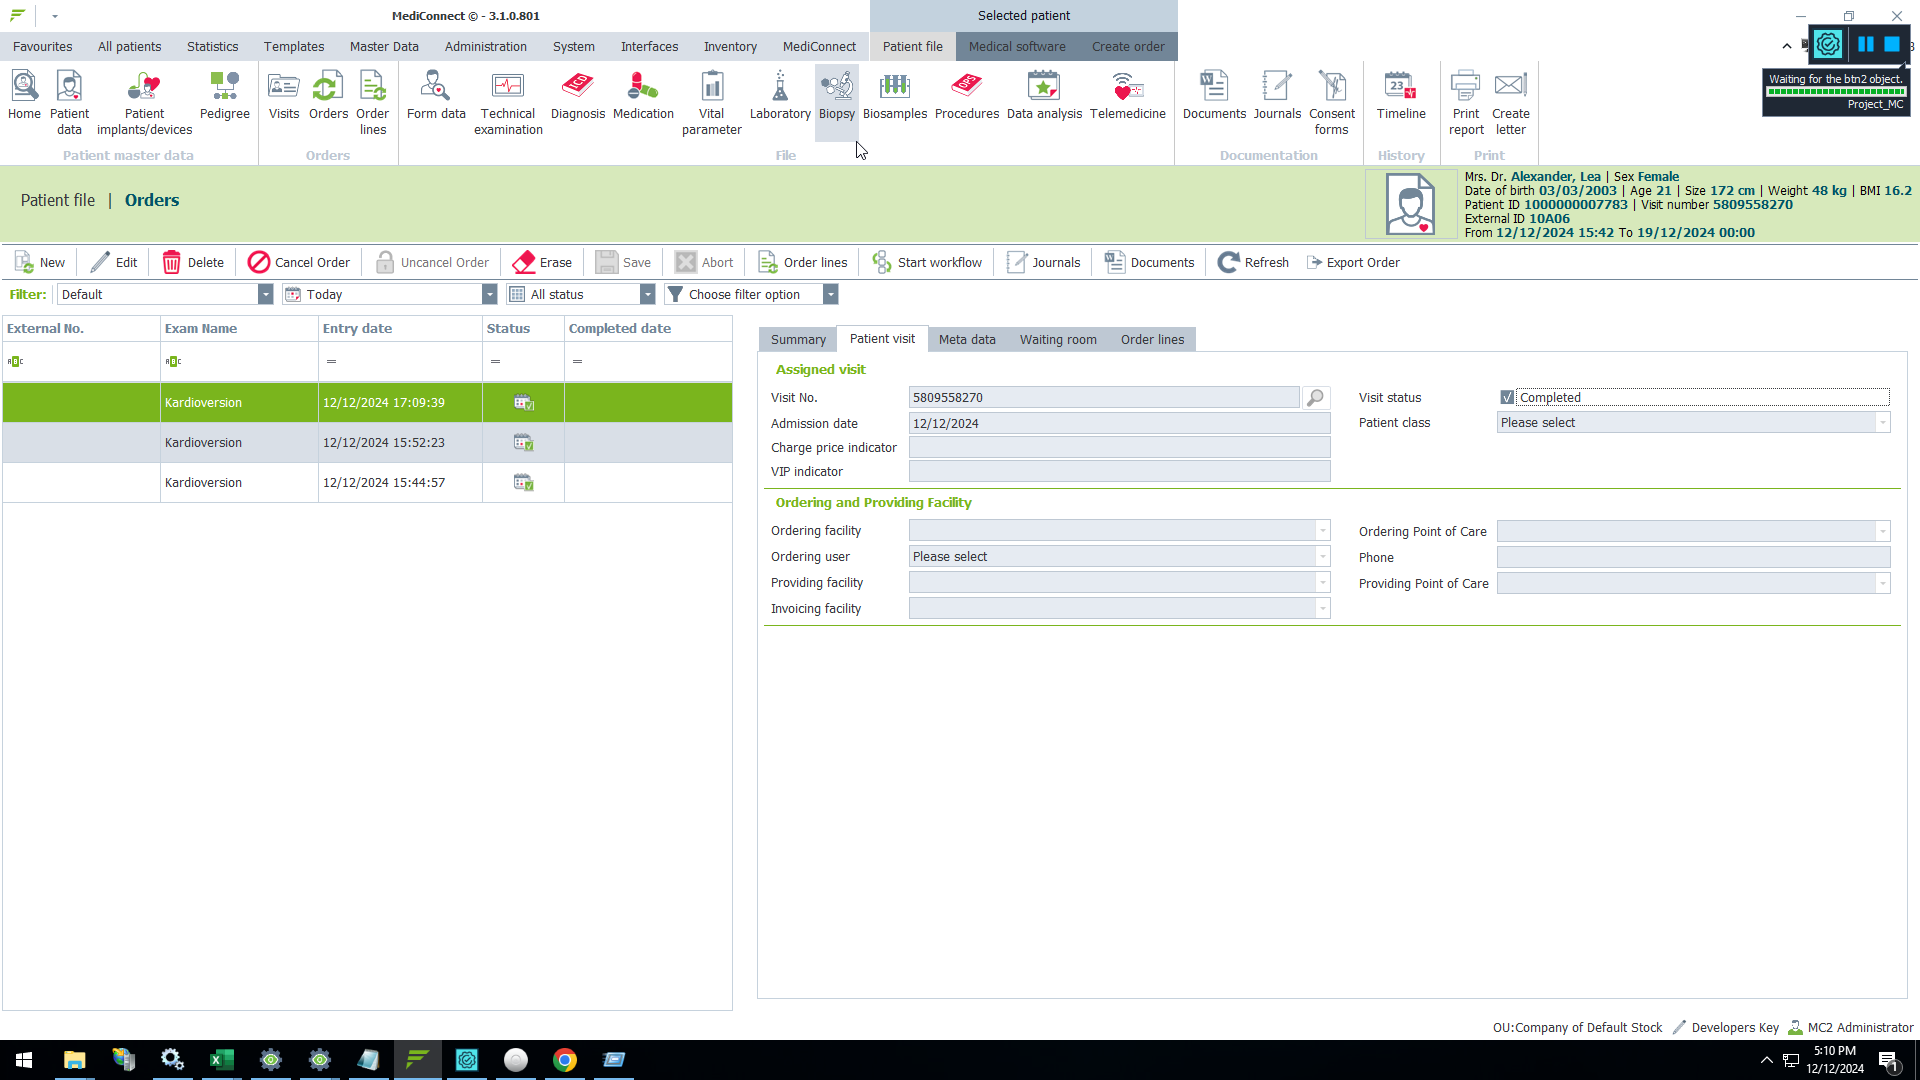 MediConnect © - 3.1.0.801
Selected patient
Favourites All patients Statistics Templates Master Data Administration System Interfaces Inventory MediConnect Patient file Medical software Create order
Waiting for the btn2 object.
Project_MC
Home Patient data Patient implants/devices Pedigree Visits Orders Order lines Form data Technical examination Diagnosis Medication Vital parameter Laboratory Biopsy Biosamples Procedures Data analysis Telemedicine Documents Journals Consent forms Timeline Print report Create letter
Patient master data Orders File Documentation History Print
Patient file | Orders
Mrs. Dr. Alexander, Lea | Sex Female
Date of birth 03/03/2003 | Age 21 | Size 172 cm | Weight 48 kg | BMI 16.2
Patient ID 1000000007783 | Visit number 5809558270
External ID 10A06
From 12/12/2024 15:42 To 19/12/2024 00:00
New Edit Delete Cancel Order Uncancel Order Erase Save Abort Order lines Start workflow Journals Documents Refresh Export Order
Filter: Default Today All status Choose filter option
External No. Exam Name Entry date Status Completed date
= = =
Kardioversion 12/12/2024 17:09:39
Kardioversion 12/12/2024 15:52:23
Kardioversion 12/12/2024 15:44:57
Summary Patient visit Meta data Waiting room Order lines
Assigned visit
Visit No. 5809558270 Visit status Completed
Admission date 12/12/2024 Patient class Please select
Charge price indicator
VIP indicator
Ordering and Providing Facility
Ordering facility Ordering Point of Care
Ordering user Please select Phone
Providing facility Providing Point of Care
Invoicing facility
OU:Company of Default Stock Developers Key MC2 Administrator
5:10 PM
12/12/2024
1